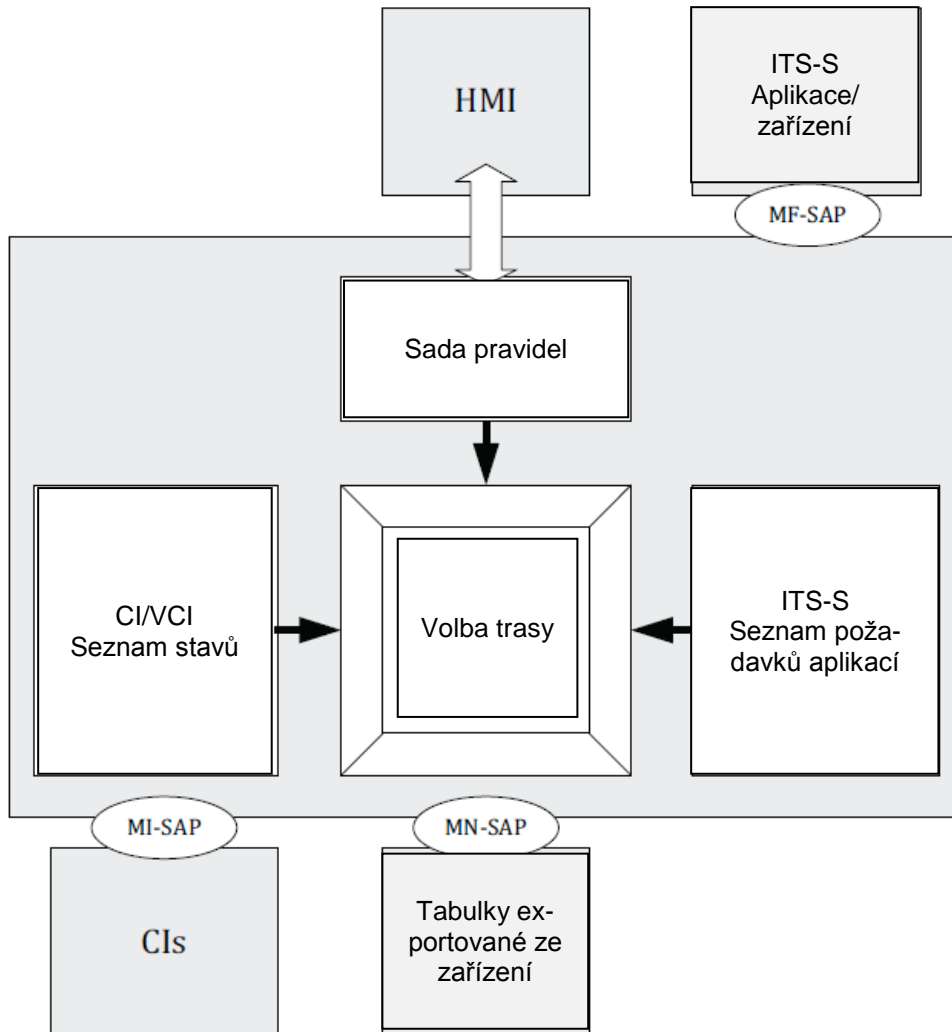 HMI
ITS-S
Aplikace/
zařízení
MF-SAP
Sada pravidel
CI/VCI
Seznam stavů
Volba trasy
ITS-S
Seznam poža-
davků aplikací
MI-SAP
MN-SAP
CIs
Tabulky ex-
portované ze
zařízení